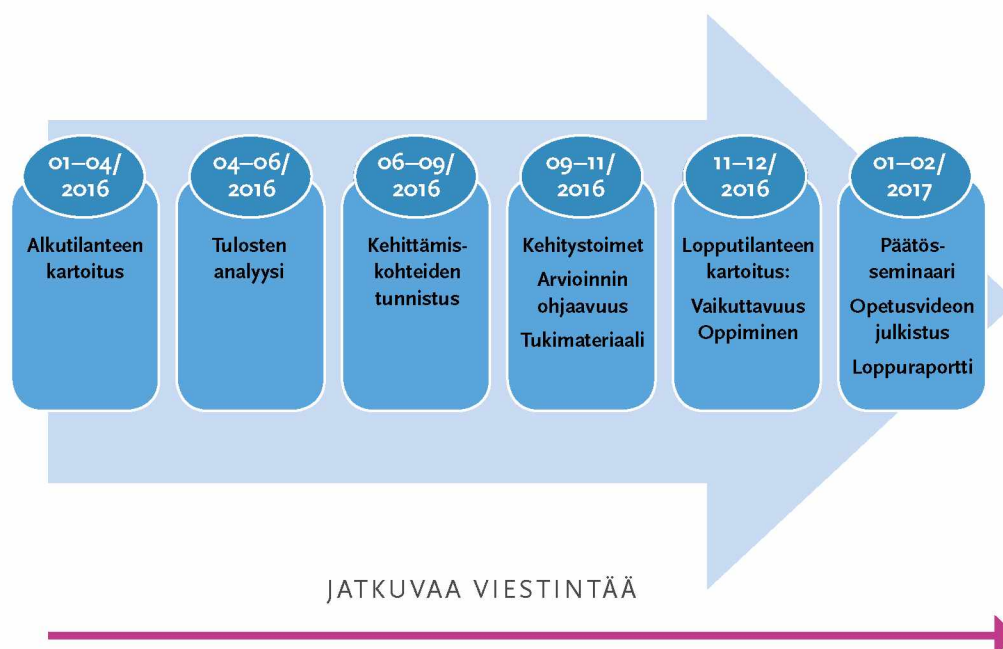 01–04/
2016
Alkutilanteen
kartoitus
04–06/
2016
Tulosten
analyysi
06–09/
2016
Kehittämis-
kohteiden
tunnistus
09–11/
2016
Kehitystoimet
Arvioinnin
ohjaavuus
Tukimateriaali
11–12/
2016
Lopputilanteen
kartoitus:
Vaikuttavuus
Oppiminen
01–02/
2017
Päätös-
seminaari
Opetusvideon
julkistus
Loppuraportti
JATKUVAA VIESTINTÄÄ